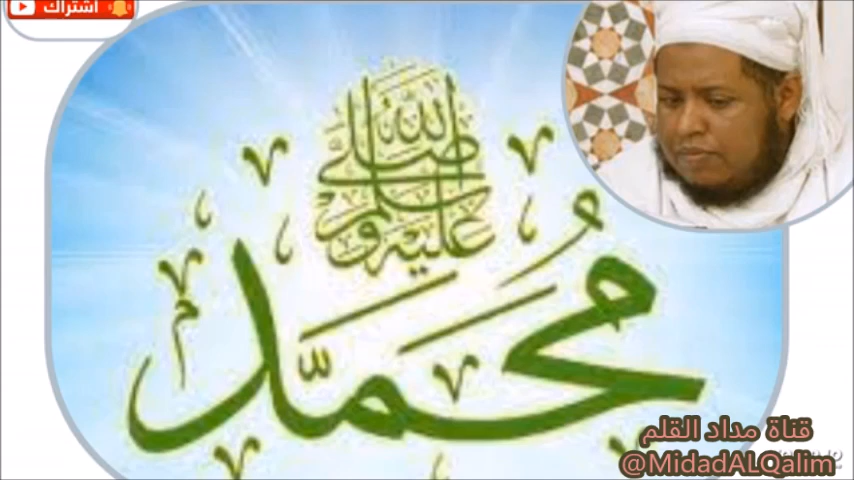 اشتراك
صلى الله
عليه وسلم
محمد
قناة مداد القلم
@MidadALQalim